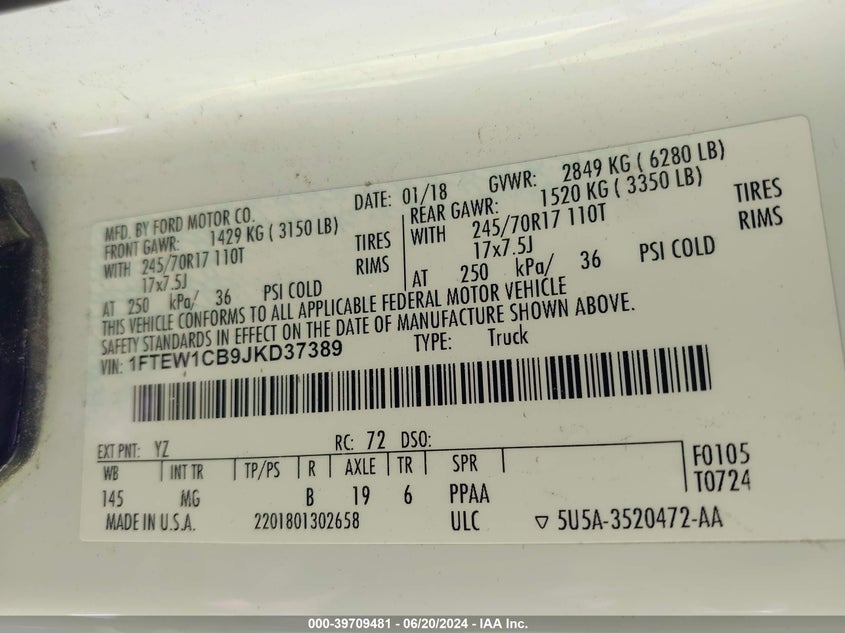 MFD. BY FORD MOTOR CO.
DATE: 01/18
GVWR: 2849 KG ( 6280 LB)
FRONT GAWR: 1429 KG ( 3150 LB)
REAR GAWR: 1520 KG ( 3350 LB)
WITH 245/70R17 110T TIRES
WITH 245/70R17 110T TIRES
17x7.5J RIMS
17x7.5J RIMS
AT 250 kPa/ 36 PSI COLD
AT 250 kPa/ 36 PSI COLD
THIS VEHICLE CONFORMS TO ALL APPLICABLE FEDERAL MOTOR VEHICLE
SAFETY STANDARDS IN EFFECT ON THE DATE OF MANUFACTURE SHOWN ABOVE.
VIN: 1FTEW1CB9JKD37389
TYPE: Truck
EXT PNT: YZ RC: 72 DSO:
WB INT TR TP/PS R AXLE TR SPR F0105
145 MG B 19 6 PPAA T0724
MADE IN U.S.A. 2201801302658 ULC ▽ 5U5A-3520472-AA
000-39709481 - 06/20/2024 - IAA Inc.